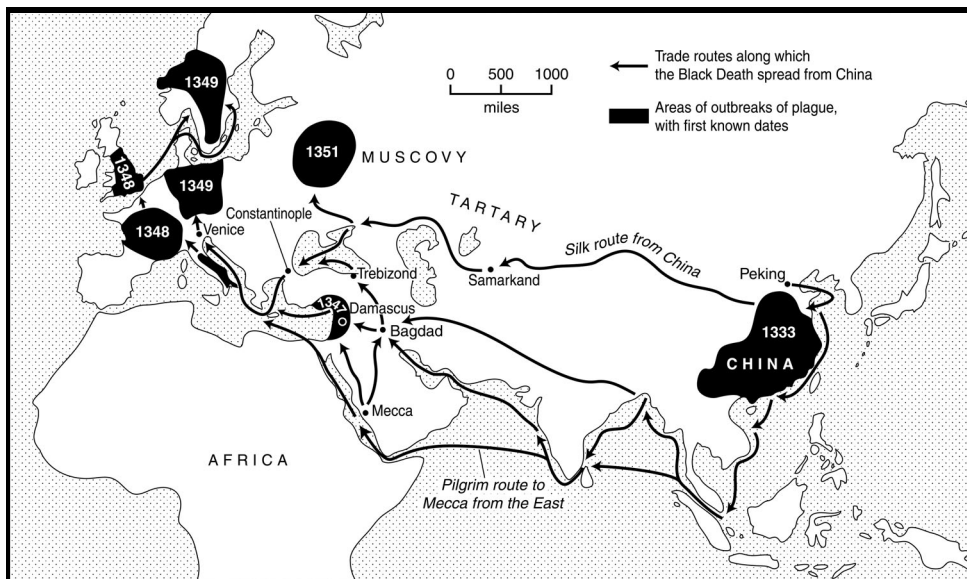 0 500 1000
miles
Trade routes along which
the Black Death spread from China
Areas of outbreaks of plague,
with first known dates
1349
1351
MUSCOVY
1348
1349
TARTARY
Constantinople
1348
Venice
Silk route from China
Trebizond
Samarkand
Peking
1347
Damascus
Bagdad
1333
CHINA
Mecca
AFRICA
Pilgrim route to
Mecca from the East